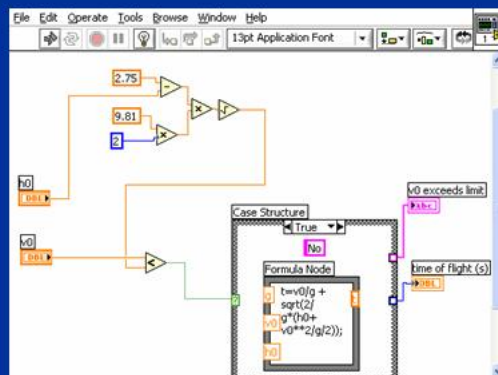 File Edit Operate Tools Browse Window Help
13pt Application Font
1
2.75
9.81
2
h0
DBL
v0
DBL
v0 exceeds limit
abc
Case Structure
True
No
Formula Node
time of flight (s)
DBL
g
t=v0/g +
sqrt(2/
v0
g*(h0+
v0**2/g/2));
h0
t